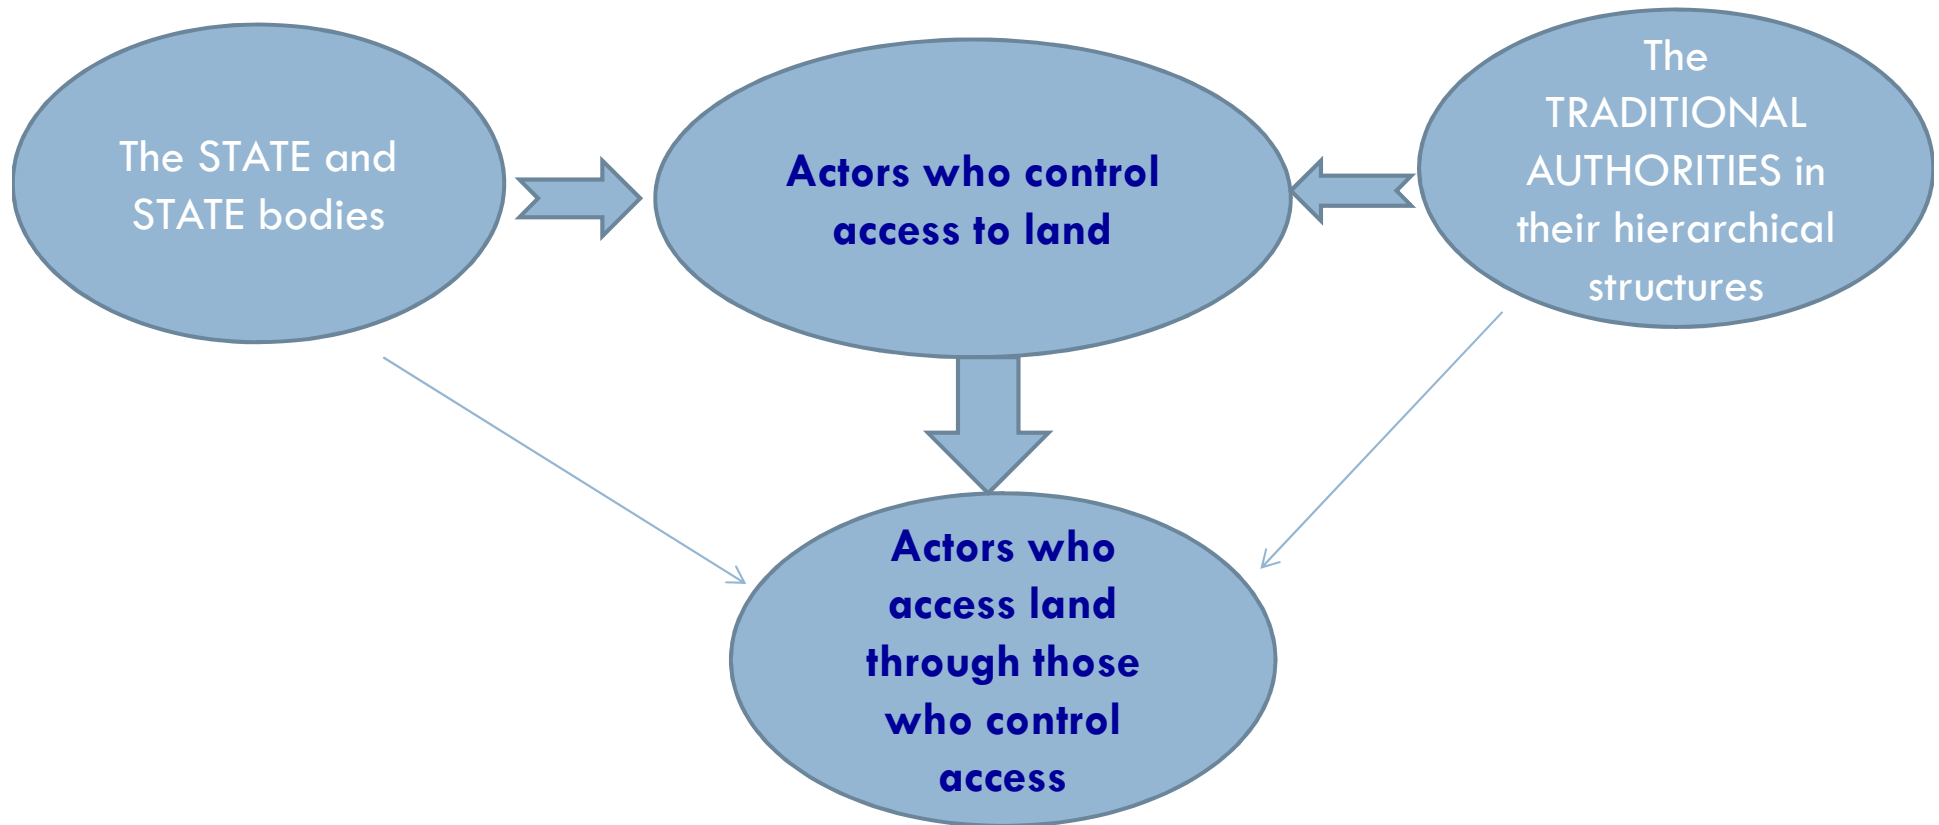 The STATE and
STATE bodies
Actors who control
access to land
The
TRADITIONAL
AUTHORITIES in
their hierarchical
structures
Actors who
access land
through those
who control
access